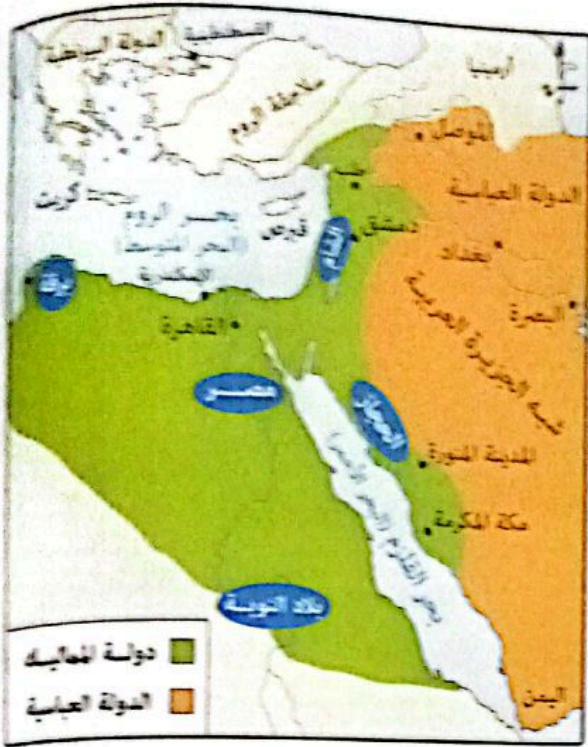 القسطنطينية
الدولة البيزنطية
أرمينيا
سلاجقة الروم
الموصل
حلب
الدولة العباسية
كريت
قبرص
بحر الروم
(البحر المتوسط)
دمشق
الشام
بغداد
برقة
الإسكندرية
البصرة
القاهرة
شبه الجزيرة العربية
مصر
الحجاز
المدينة المنورة
بحر القلزم (البحر الأحمر)
مكة المكرمة
بلاد النوبة
اليمن
دولة المماليك
الدولة العباسية